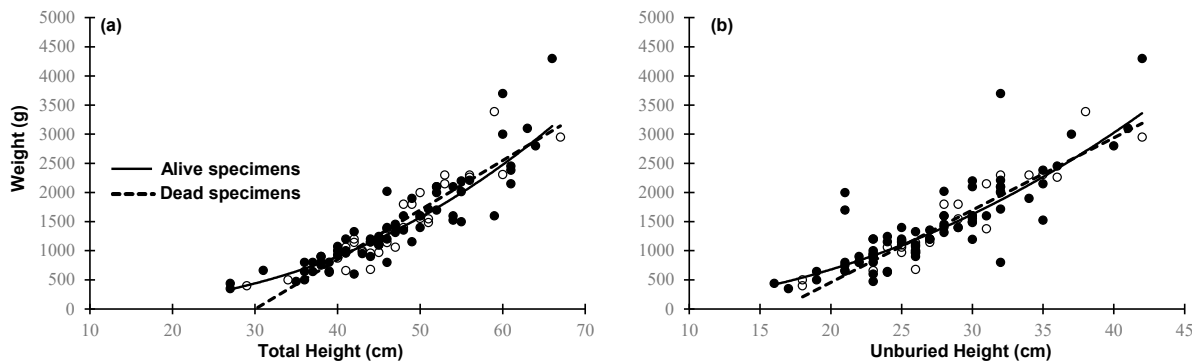 (a)
(b)
Weight (g)
5000
4500
4000
3500
3000
2500
2000
1500
1000
500
0
Alive specimens
Dead specimens
10 20 30 40 50 60 70
Total Height (cm)
5000
4500
4000
3500
3000
2500
2000
1500
1000
500
0
10 15 20 25 30 35 40 45
Unburied Height (cm)